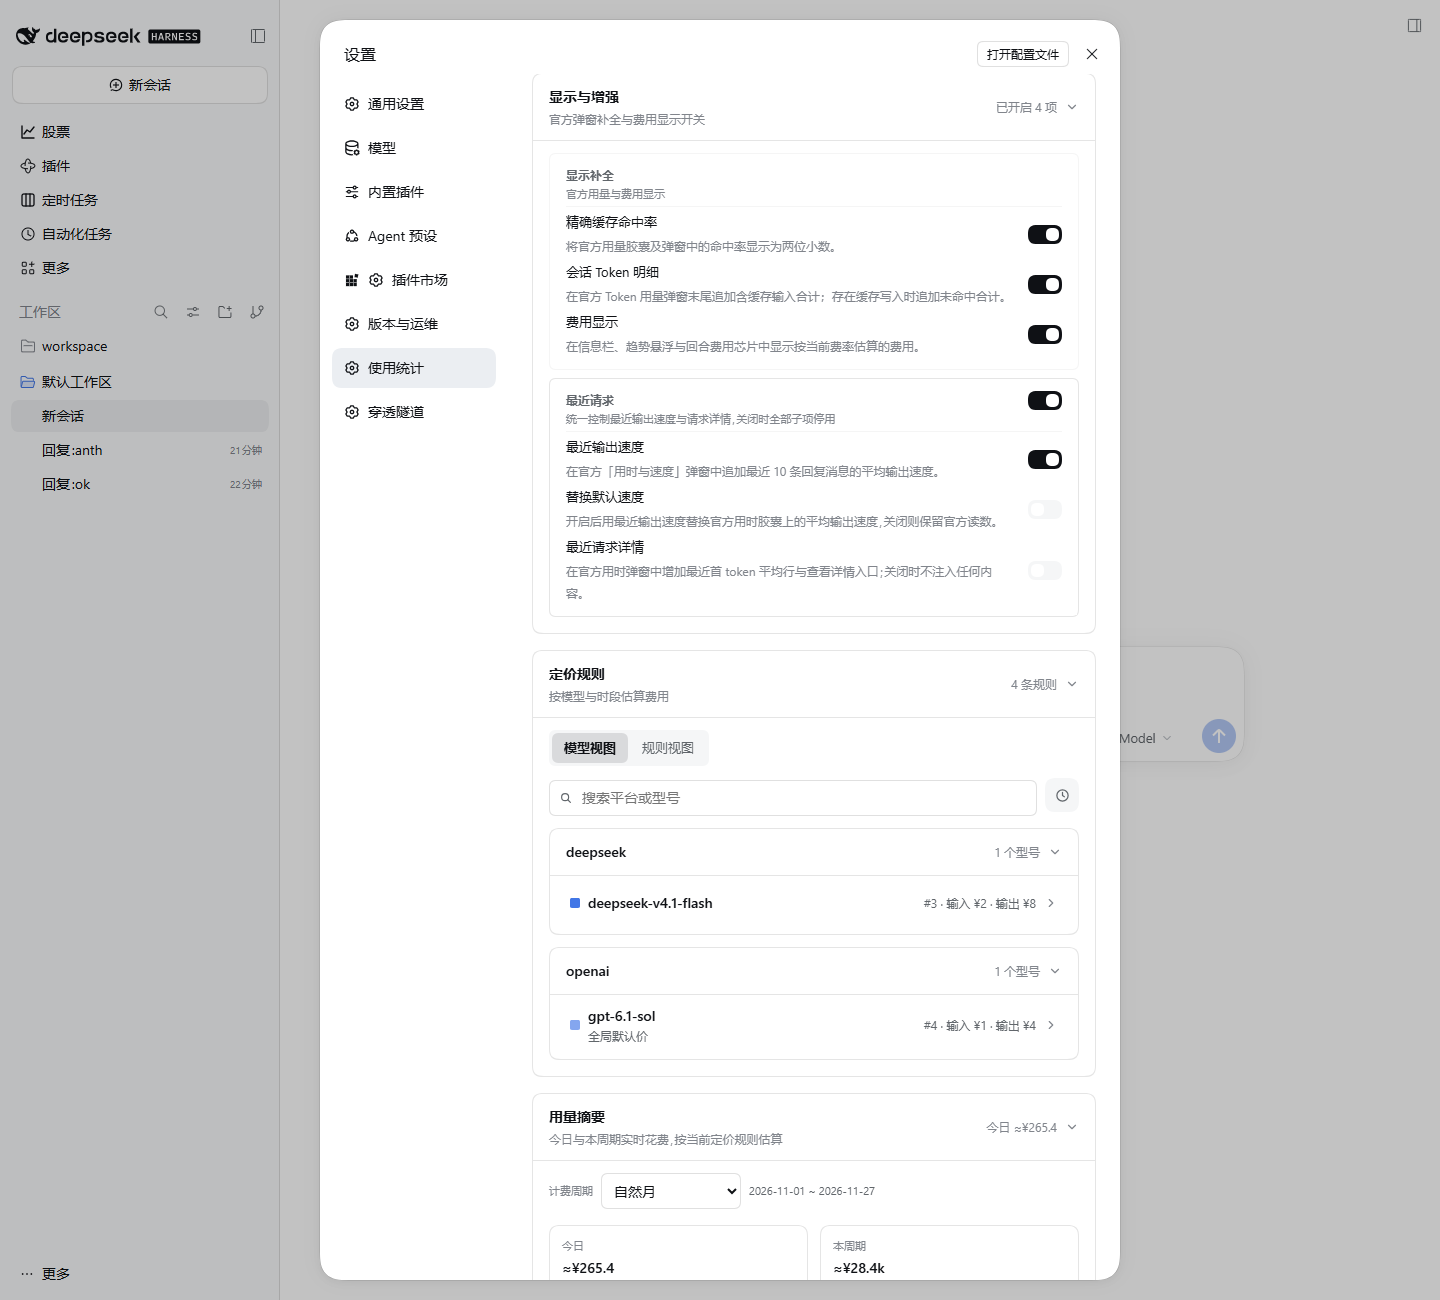 deepseek HARNESS
新会话
股票
插件
定时任务
自动化任务
更多
工作区
workspace
默认工作区
新会话
回复:anth 21分钟
回复:ok 22分钟
更多
设置
打开配置文件
通用设置
模型
内置插件
Agent 预设
插件市场
版本与运维
使用统计
穿透隧道
显示与增强
官方弹窗补全与费用显示开关
已开启 4 项
显示补全
官方用量与费用显示
精确缓存命中率
将官方用量胶囊及弹窗中的命中率显示为两位小数。
会话 Token 明细
在官方 Token 用量弹窗末尾追加含缓存输入合计；存在缓存写入时追加未命中合计。
费用显示
在信息栏、趋势悬浮与回合费用芯片中显示按当前费率估算的费用。
最近请求
统一控制最近输出速度与请求详情,关闭时全部子项停用
最近输出速度
在官方「用时与速度」弹窗中追加最近 10 条回复消息的平均输出速度。
替换默认速度
开启后用最近输出速度替换官方用时胶囊上的平均输出速度,关闭则保留官方读数。
最近请求详情
在官方用时弹窗中增加最近首 token 平均行与查看详情入口;关闭时不注入任何内
容。
定价规则
按模型与时段估算费用
4 条规则
模型视图 规则视图
搜索平台或型号
deepseek 1 个型号
deepseek-v4.1-flash #3 · 输入 ¥2 · 输出 ¥8
openai 1 个型号
gpt-6.1-sol
全局默认价
#4 · 输入 ¥1 · 输出 ¥4
用量摘要
今日与本周期实时花费,按当前定价规则估算
今日 ≈¥265.4
计费周期 自然月 2026-11-01 ~ 2026-11-27
今日
≈¥265.4
本周期
≈¥28.4k
Model